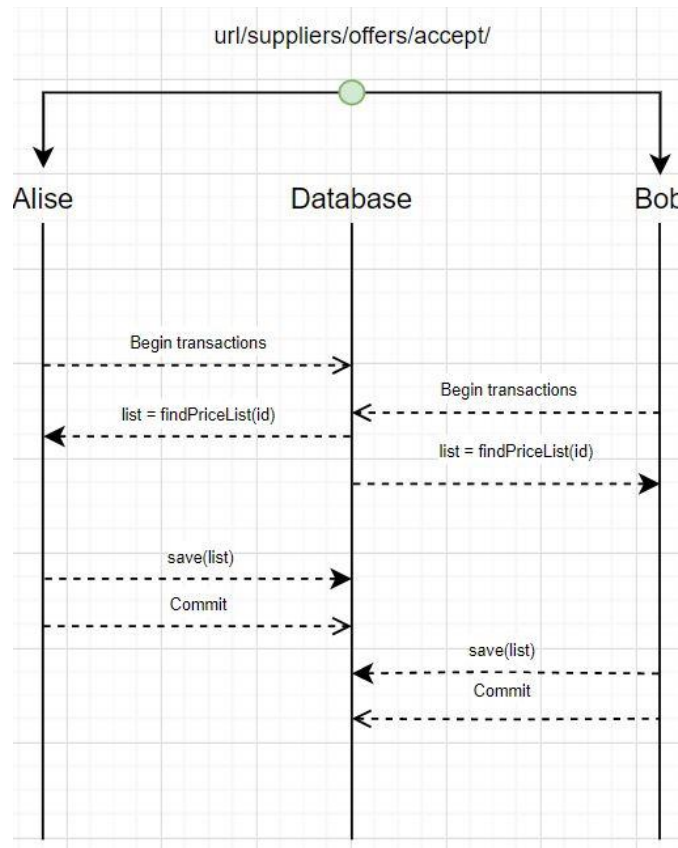 url/suppliers/offers/accept/
Alise
Database
Bob
Begin transactions
Begin transactions
list = findPriceList(id)
list = findPriceList(id)
save(list)
Commit
save(list)
Commit